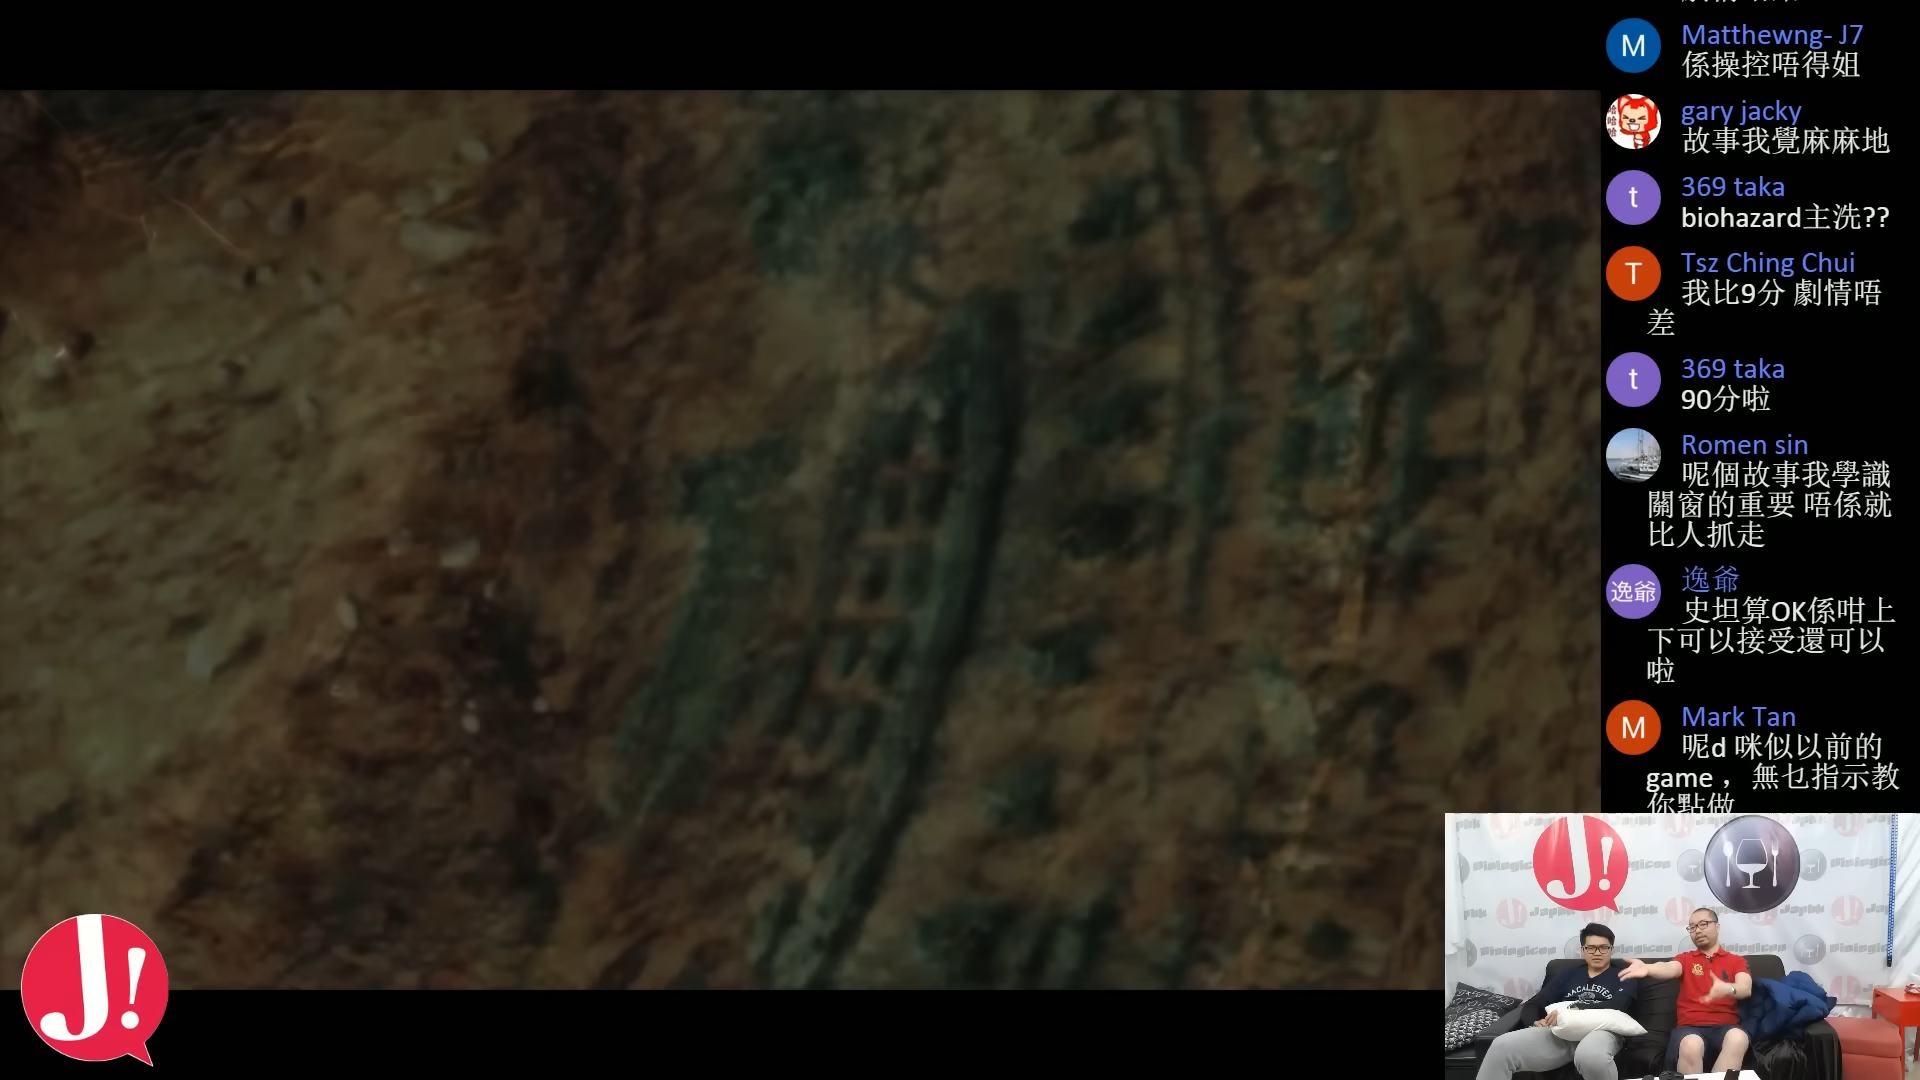 Matthewng- J7
係操控唔得姐
gary jacky
故事我覺麻麻地
369 taka
biohazard主洗??
Tsz Ching Chui
我比9分 劇情唔
差
369 taka
90分啦
Romen sin
呢個故事我學識
關窗的重要 唔係就
比人抓走
逸爺
史坦算OK係咁上
下可以接受還可以
啦
Mark Tan
呢d 咪似以前的
game , 無乜指示教
你點做
J!
J!
MACALESTER